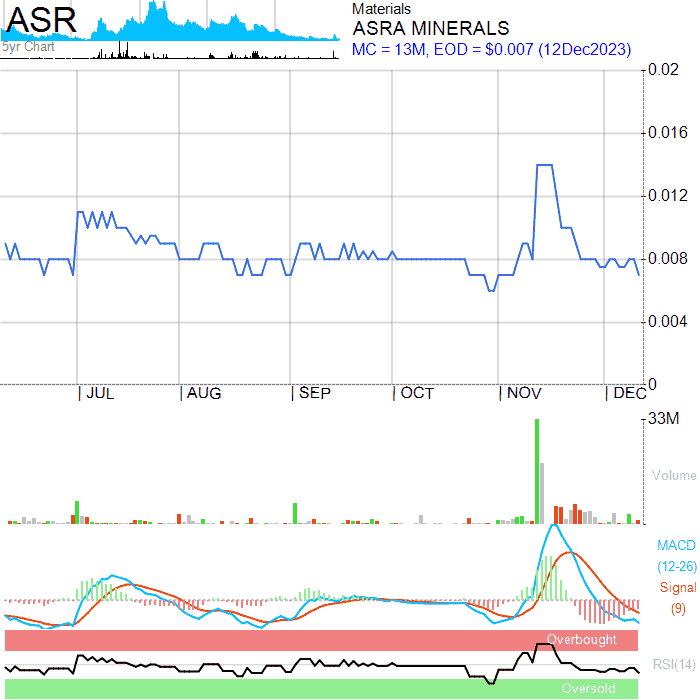 ASR
5yr Chart
Materials
ASRA MINERALS
MC = 13M, EOD = $0.007 (12Dec2023)
0.02
0.016
0.012
0.008
0.004
0
JUL AUG SEP OCT NOV DEC
33M
Volume
MACD
(12-26)
Signal
(9)
Overbought
RSI(14)
Oversold